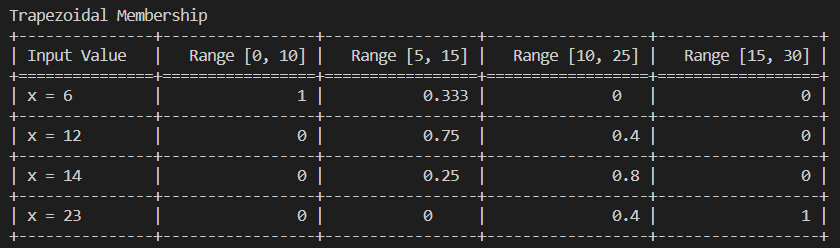 Trapezoidal Membership
+---------------+-----------------+-----------------+------------------+------------------+
| Input Value   |   Range [0, 10] |   Range [5, 15] |   Range [10, 25] |   Range [15, 30] |
+===============+=================+=================+==================+==================+
| x = 6         |               1 |           0.333 |              0   |                0 |
+---------------+-----------------+-----------------+------------------+------------------+
| x = 12        |               0 |           0.75  |              0.4 |                0 |
+---------------+-----------------+-----------------+------------------+------------------+
| x = 14        |               0 |           0.25  |              0.8 |                0 |
+---------------+-----------------+-----------------+------------------+------------------+
| x = 23        |               0 |           0     |              0.4 |                1 |
+---------------+-----------------+-----------------+------------------+------------------+